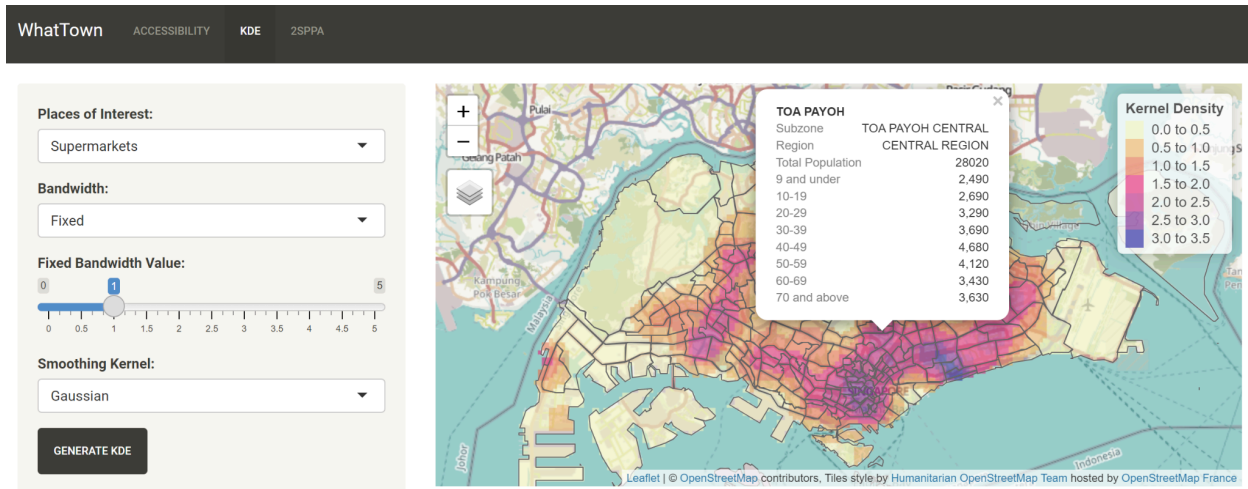 WhatTown ACCESSIBILITY KDE 2SPPA
Places of Interest:
Supermarkets
Bandwidth:
Fixed
Fixed Bandwidth Value:
0 1 5
0 0.5 1 1.5 2 2.5 3 3.5 4 4.5 5
Smoothing Kernel:
Gaussian
GENERATE KDE
+
−
Pulai
Gelang Patah
Kampung
Pok Besar
Malaysia
Johor
SINGAPORE
Indonesia
×
TOA PAYOH
Subzone TOA PAYOH CENTRAL
Region CENTRAL REGION
Total Population 28020
9 and under 2,490
10-19 2,690
20-29 3,290
30-39 3,690
40-49 4,680
50-59 4,120
60-69 3,430
70 and above 3,630
Kernel Density
0.0 to 0.5
0.5 to 1.0
1.0 to 1.5
1.5 to 2.0
2.0 to 2.5
2.5 to 3.0
3.0 to 3.5
Leaflet | © OpenStreetMap contributors, Tiles style by Humanitarian OpenStreetMap Team hosted by OpenStreetMap France